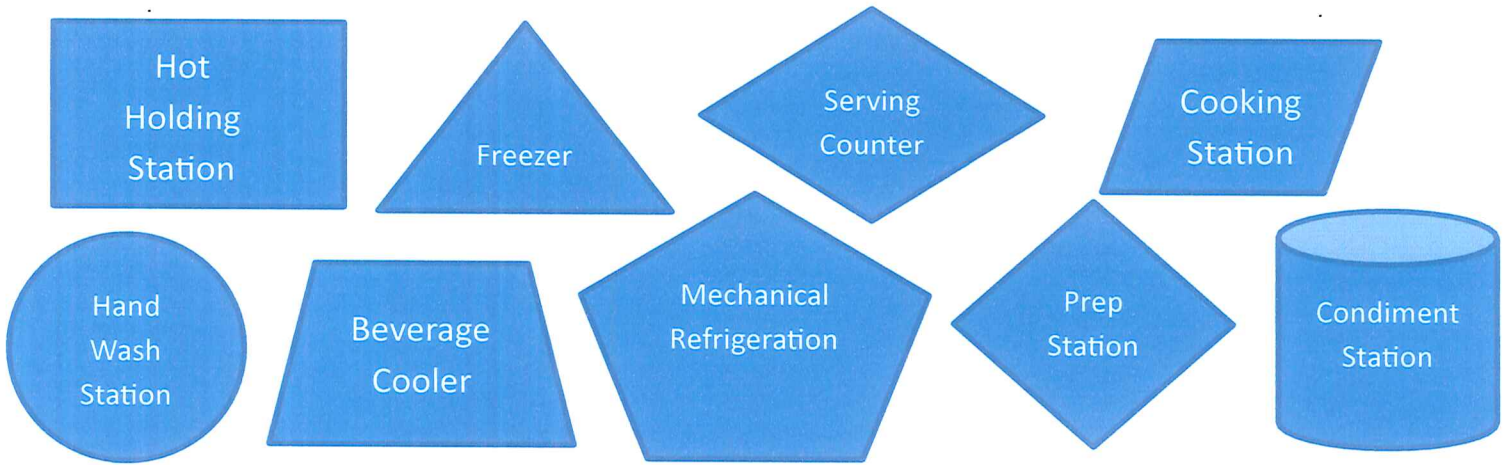 Hot
Holding
Station
Freezer
Serving
Counter
Cooking
Station
Hand
Wash
Station
Beverage
Cooler
Mechanical
Refrigeration
Prep
Station
Condiment
Station